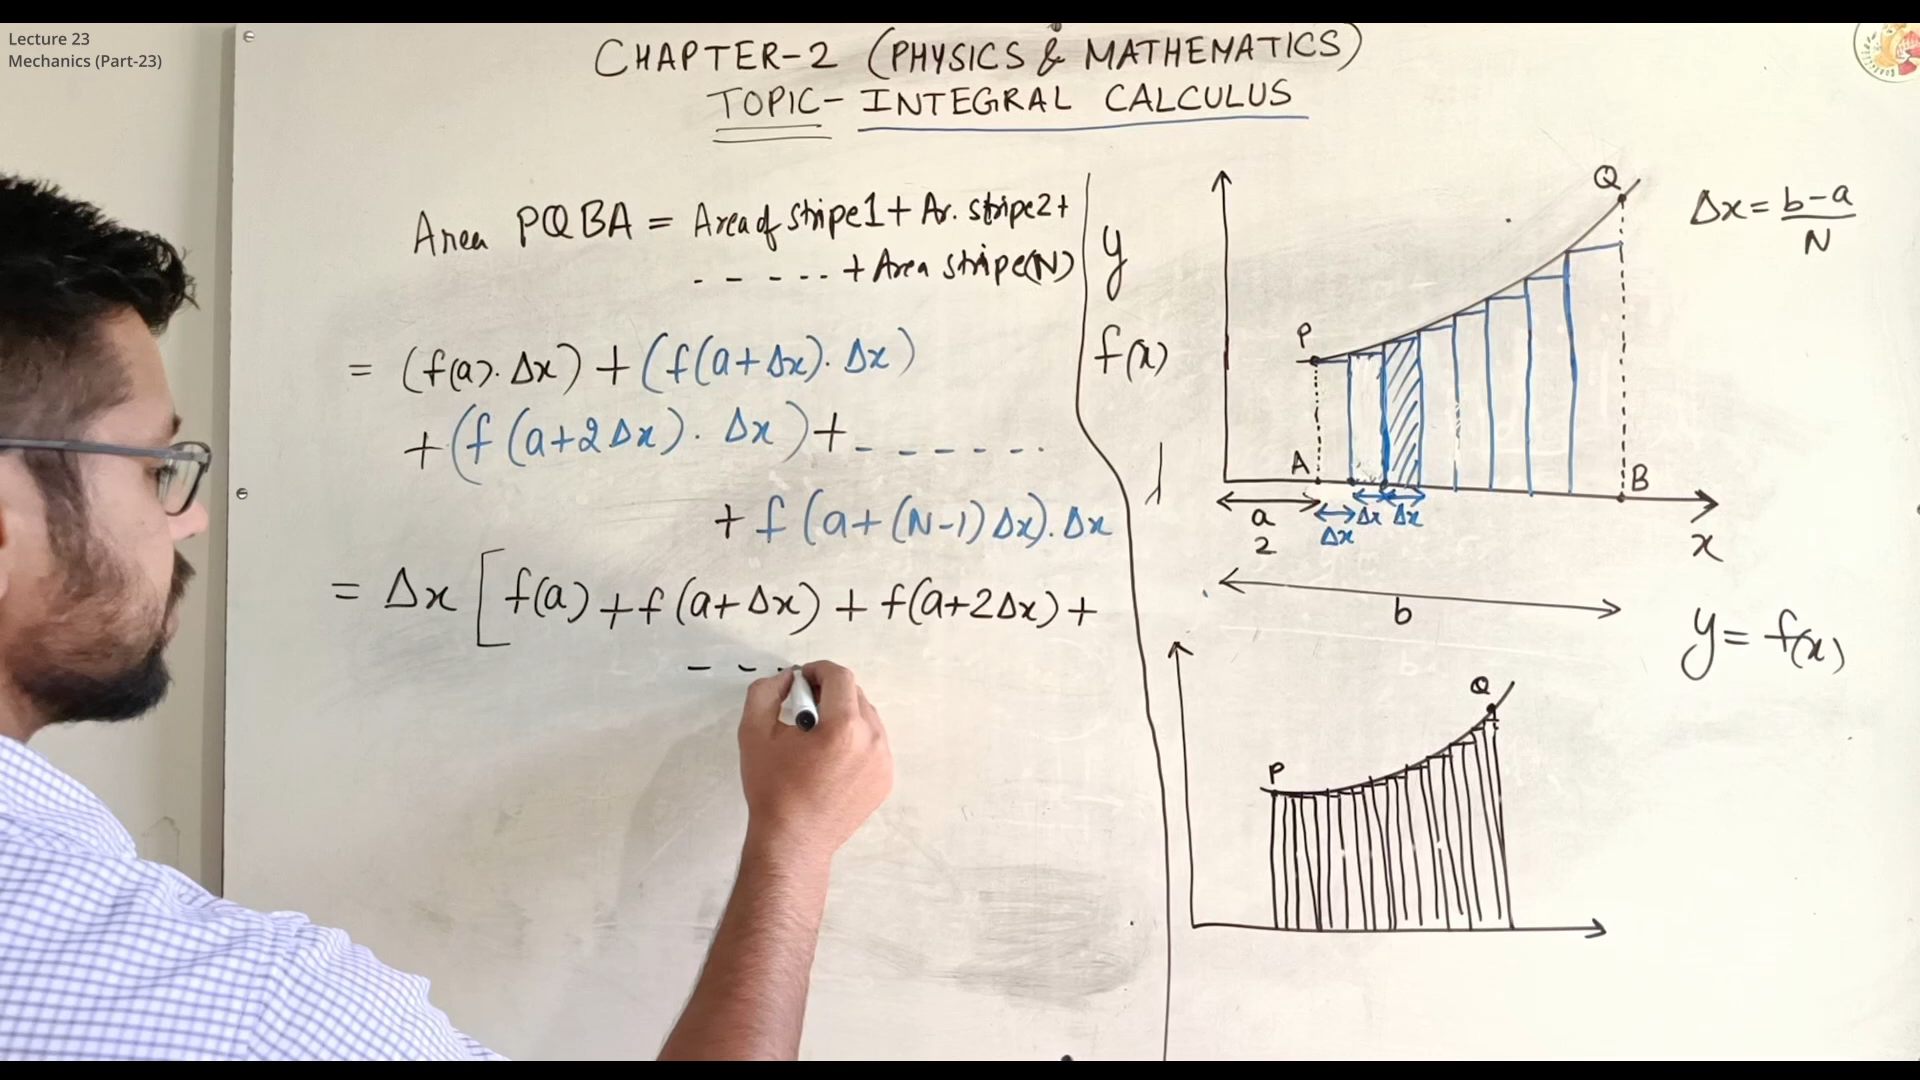 Lecture 23
Mechanics (Part-23)
CHAPTER-2 (PHYSICS & MATHEMATICS)
TOPIC- INTEGRAL CALCULUS
Area PQBA = Area of stripe1 + Ar. stripe2 +
- - - - - - + Area stripe(N)
= (f(a). Δx) + (f(a+Δx). Δx)
+ (f(a+2Δx). Δx) + - - - - - -
+ f(a+(N-1)Δx). Δx
= Δx [ f(a) + f(a+Δx) + f(a+2Δx) +
- - -
y
f(x)
Q
P
A
B
a
2
Δx
Δx
Δx
x
b
Δx = b-a
N
y = f(x)
Q
P